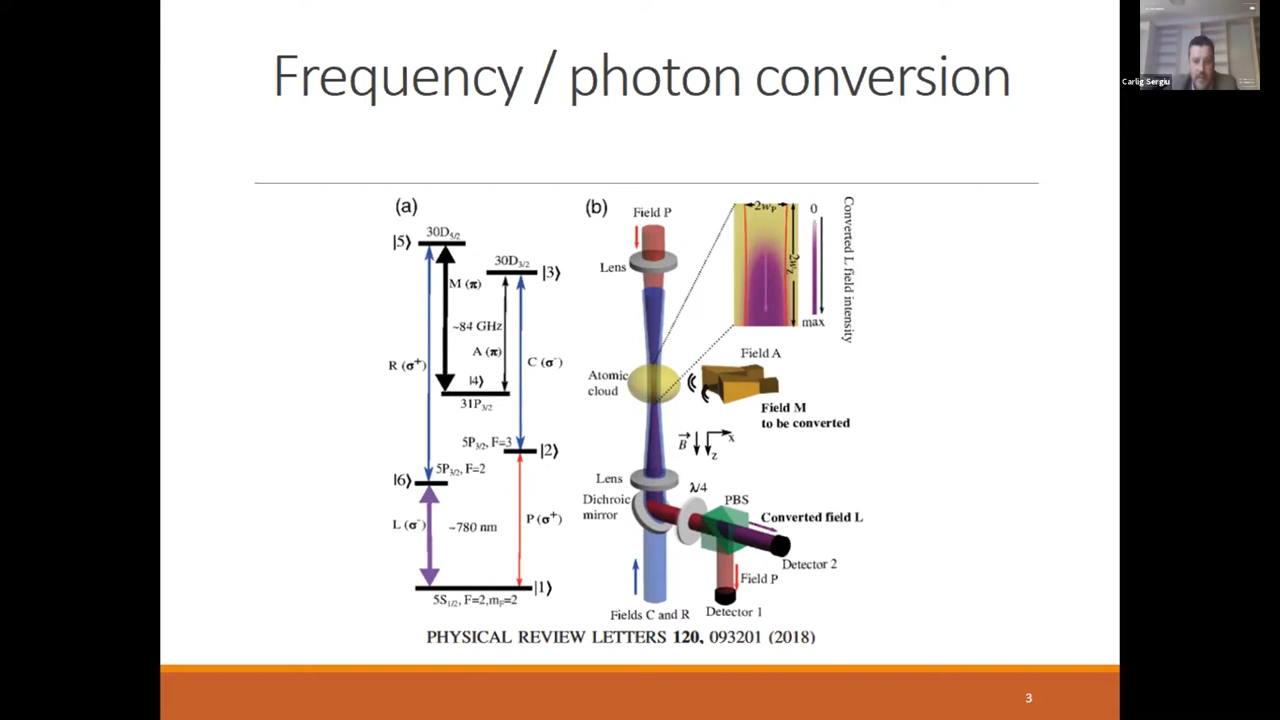 Frequency / photon conversion
Carlig Sergiu
(a)
30D5/2
|5⟩
30D3/2
|3⟩
M (π)
~84 GHz
A (π)
R (σ+)
C (σ-)
|4⟩
31P3/2
5P3/2, F=3
|2⟩
5P3/2, F=2
|6⟩
L (σ-)
~780 nm
P (σ+)
|1⟩
5S1/2, F=2,mF=2
(b)
Field P
Lens
2wP
2wz
0
max
Converted L field intensity
Atomic
cloud
Field A
Field M
to be converted
B
x
z
Lens
λ/4
Dichroic
mirror
PBS
Converted field L
Detector 2
Field P
Fields C and R
Detector 1
PHYSICAL REVIEW LETTERS 120, 093201 (2018)
3